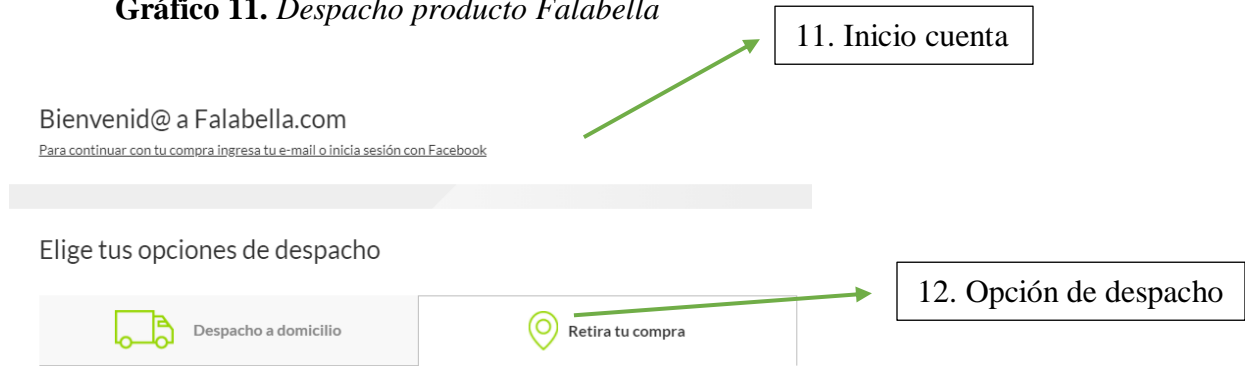 Gráfico 11. Despacho producto Falabella
11. Inicio cuenta
Bienvenid@ a Falabella.com
Para continuar con tu compra ingresa tu e-mail o inicia sesión con Facebook
Elige tus opciones de despacho
12. Opción de despacho
Despacho a domicilio
Retira tu compra